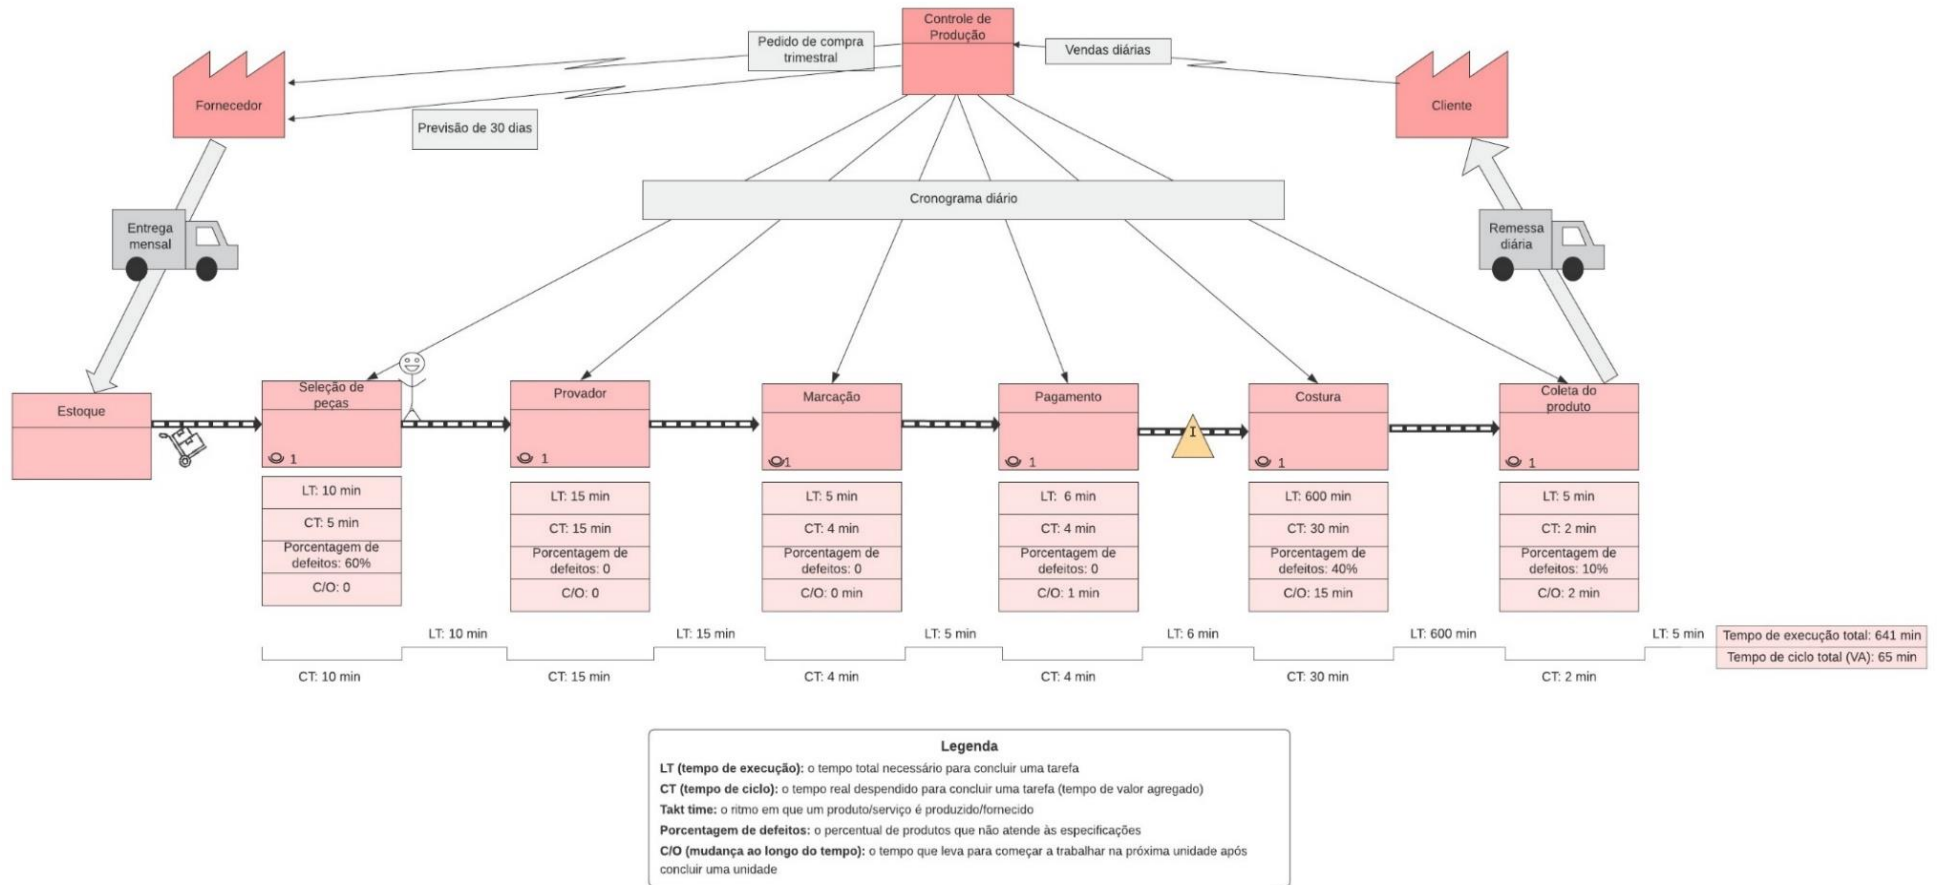 Controle de
Produção
Pedido de compra
trimestral
Vendas diárias
Fornecedor
Cliente
Previsão de 30 dias
Cronograma diário
Entrega
mensal
Remessa
diária
Estoque
Seleção de
peças
1
Provador
1
Marcação
1
Pagamento
1
I
Costura
1
Coleta do
produto
1
LT: 10 min
CT: 5 min
Porcentagem de
defeitos: 60%
C/O: 0
LT: 15 min
CT: 15 min
Porcentagem de
defeitos: 0
C/O: 0
LT: 5 min
CT: 4 min
Porcentagem de
defeitos: 0
C/O: 0 min
LT: 6 min
CT: 4 min
Porcentagem de
defeitos: 0
C/O: 1 min
LT: 600 min
CT: 30 min
Porcentagem de
defeitos: 40%
C/O: 15 min
LT: 5 min
CT: 2 min
Porcentagem de
defeitos: 10%
C/O: 2 min
LT: 10 min
LT: 15 min
LT: 5 min
LT: 6 min
LT: 600 min
LT: 5 min
Tempo de execução total: 641 min
Tempo de ciclo total (VA): 65 min
CT: 10 min
CT: 15 min
CT: 4 min
CT: 4 min
CT: 30 min
CT: 2 min
Legenda
LT (tempo de execução): o tempo total necessário para concluir uma tarefa
CT (tempo de ciclo): o tempo real despendido para concluir uma tarefa (tempo de valor agregado)
Takt time: o ritmo em que um produto/serviço é produzido/fornecido
Porcentagem de defeitos: o percentual de produtos que não atende às especificações
C/O (mudança ao longo do tempo): o tempo que leva para começar a trabalhar na próxima unidade após
concluir uma unidade